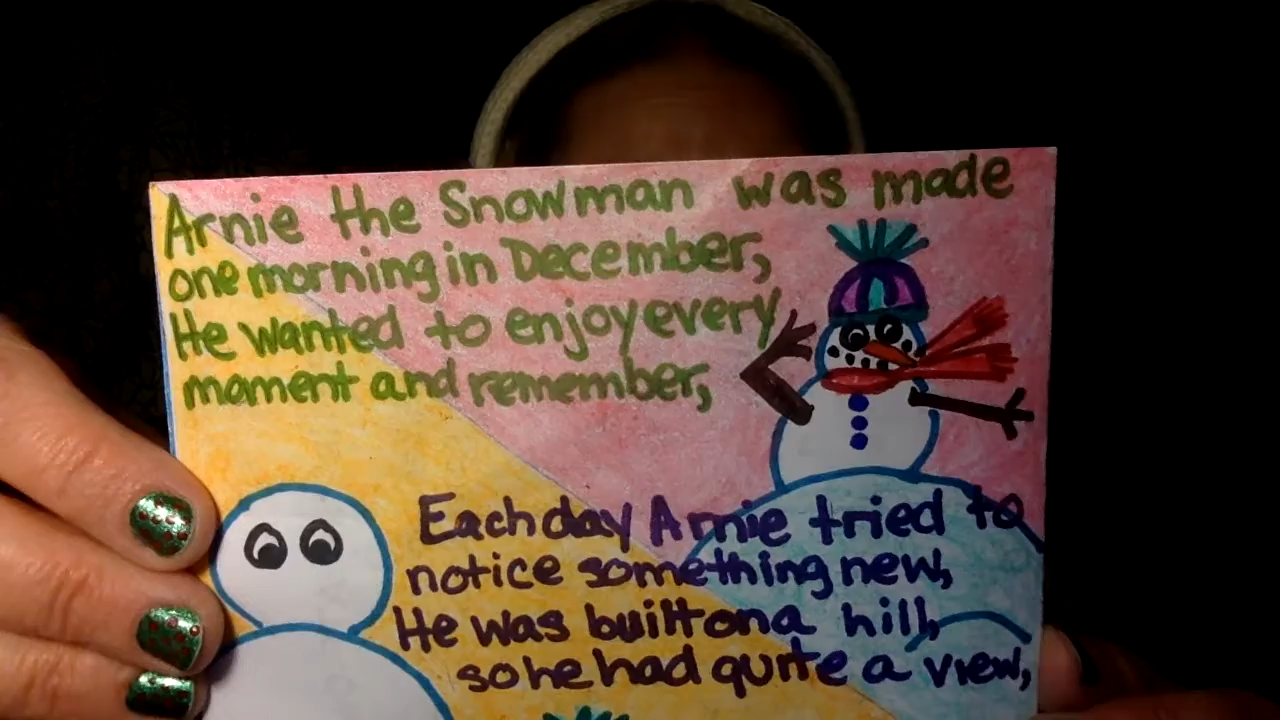 Arnie the Snowman was made
one morning in December,
He wanted to enjoy every
moment and remember,
Each day Arnie tried to
notice something new,
He was built on a hill,
so he had quite a view,